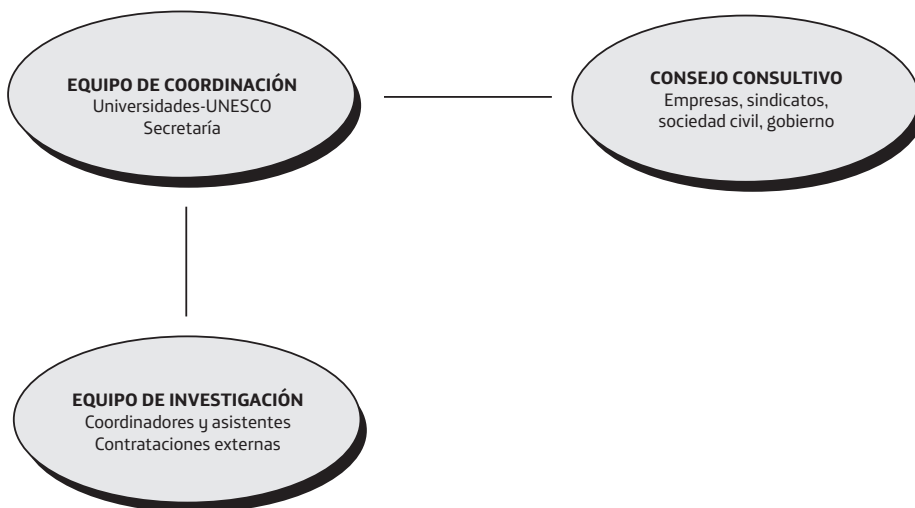 EQUIPO DE COORDINACIÓN
Universidades-UNESCO
Secretaría
CONSEJO CONSULTIVO
Empresas, sindicatos,
sociedad civil, gobierno
EQUIPO DE INVESTIGACIÓN
Coordinadores y asistentes
Contrataciones externas